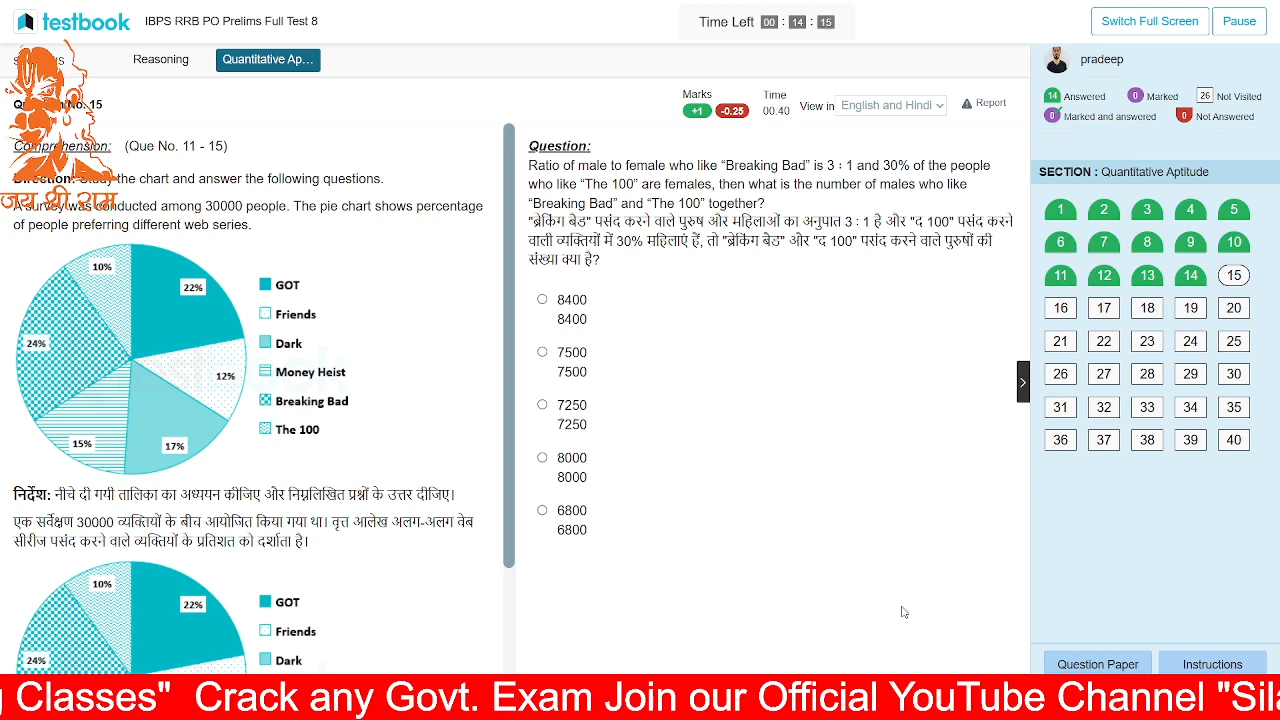 testbook
IBPS RRB PO Prelims Full Test 8
Time Left 00 : 14 : 15
Switch Full Screen
Pause
Reasoning
Quantitative Ap...
pradeep
No. 15
Marks
+1 -0.25
Time
00:40
View in English and Hindi
Report
14 Answered 0 Marked 26 Not Visited
0 Marked and answered 0 Not Answered
Comprehension: (Que No. 11 - 15)
Direction: Study the chart and answer the following questions.
A survey was conducted among 30000 people. The pie chart shows percentage
of people preferring different web series.
जय श्री राम
10%
22%
24%
12%
15%
17%
GOT
Friends
Dark
Money Heist
Breaking Bad
The 100
निर्देश: नीचे दी गयी तालिका का अध्ययन कीजिए और निम्नलिखित प्रश्नों के उत्तर दीजिए।
एक सर्वेक्षण 30000 व्यक्तियों के बीच आयोजित किया गया था। वृत्त आलेख अलग-अलग वेब
सीरीज पसंद करने वाले व्यक्तियों के प्रतिशत को दर्शाता है।
10%
22%
24%
GOT
Friends
Dark
Question:
Ratio of male to female who like “Breaking Bad” is 3 : 1 and 30% of the people
who like “The 100” are females, then what is the number of males who like
“Breaking Bad” and “The 100” together?
"ब्रेकिंग बेड" पसंद करने वाले पुरुष और महिलाओं का अनुपात 3 : 1 है और "द 100" पसंद करने
वाली व्यक्तियों में 30% महिलाएं हैं, तो "ब्रेकिंग बेड" और "द 100" पसंद करने वाले पुरुषों की
संख्या क्या है?
8400
8400
7500
7500
7250
7250
8000
8000
6800
6800
SECTION : Quantitative Aptitude
1 2 3 4 5
6 7 8 9 10
11 12 13 14 15
16 17 18 19 20
21 22 23 24 25
26 27 28 29 30
31 32 33 34 35
36 37 38 39 40
Question Paper
Instructions
g Classes" Crack any Govt. Exam Join our Official YouTube Channel "Sila